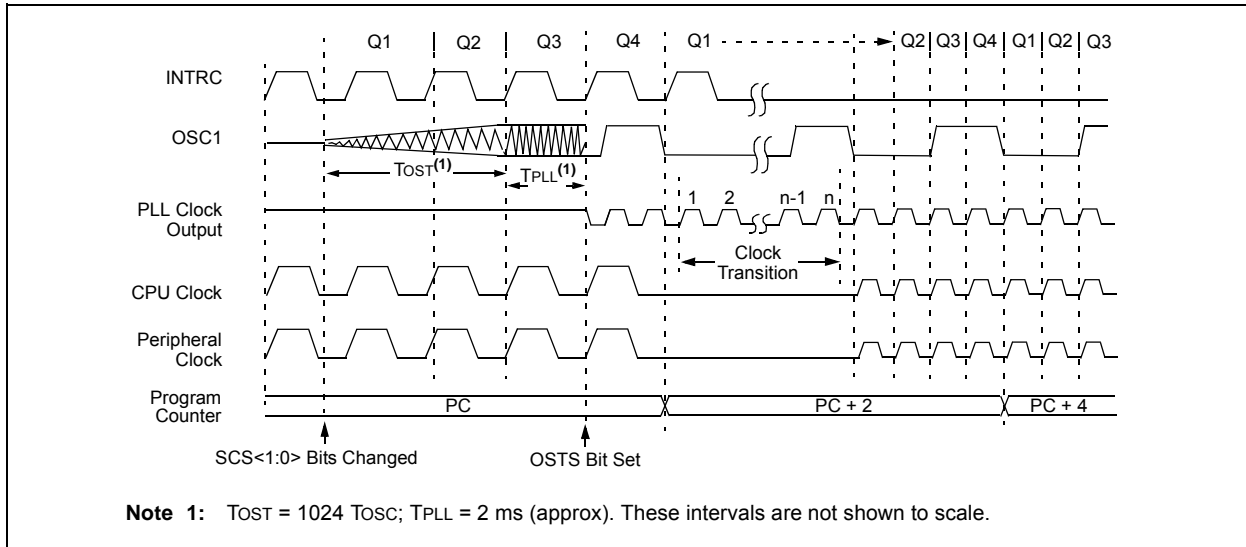 Q1 Q2 Q3 Q4 Q1 Q2 Q3 Q4 Q1 Q2 Q3
INTRC
OSC1
TOST(1) TPLL(1)
1 2 n-1 n
PLL Clock
Output
Clock
Transition
CPU Clock
Peripheral
Clock
Program
Counter
PC PC + 2 PC + 4
SCS<1:0> Bits Changed OSTS Bit Set
Note 1: TOST = 1024 TOSC; TPLL = 2 ms (approx). These intervals are not shown to scale.